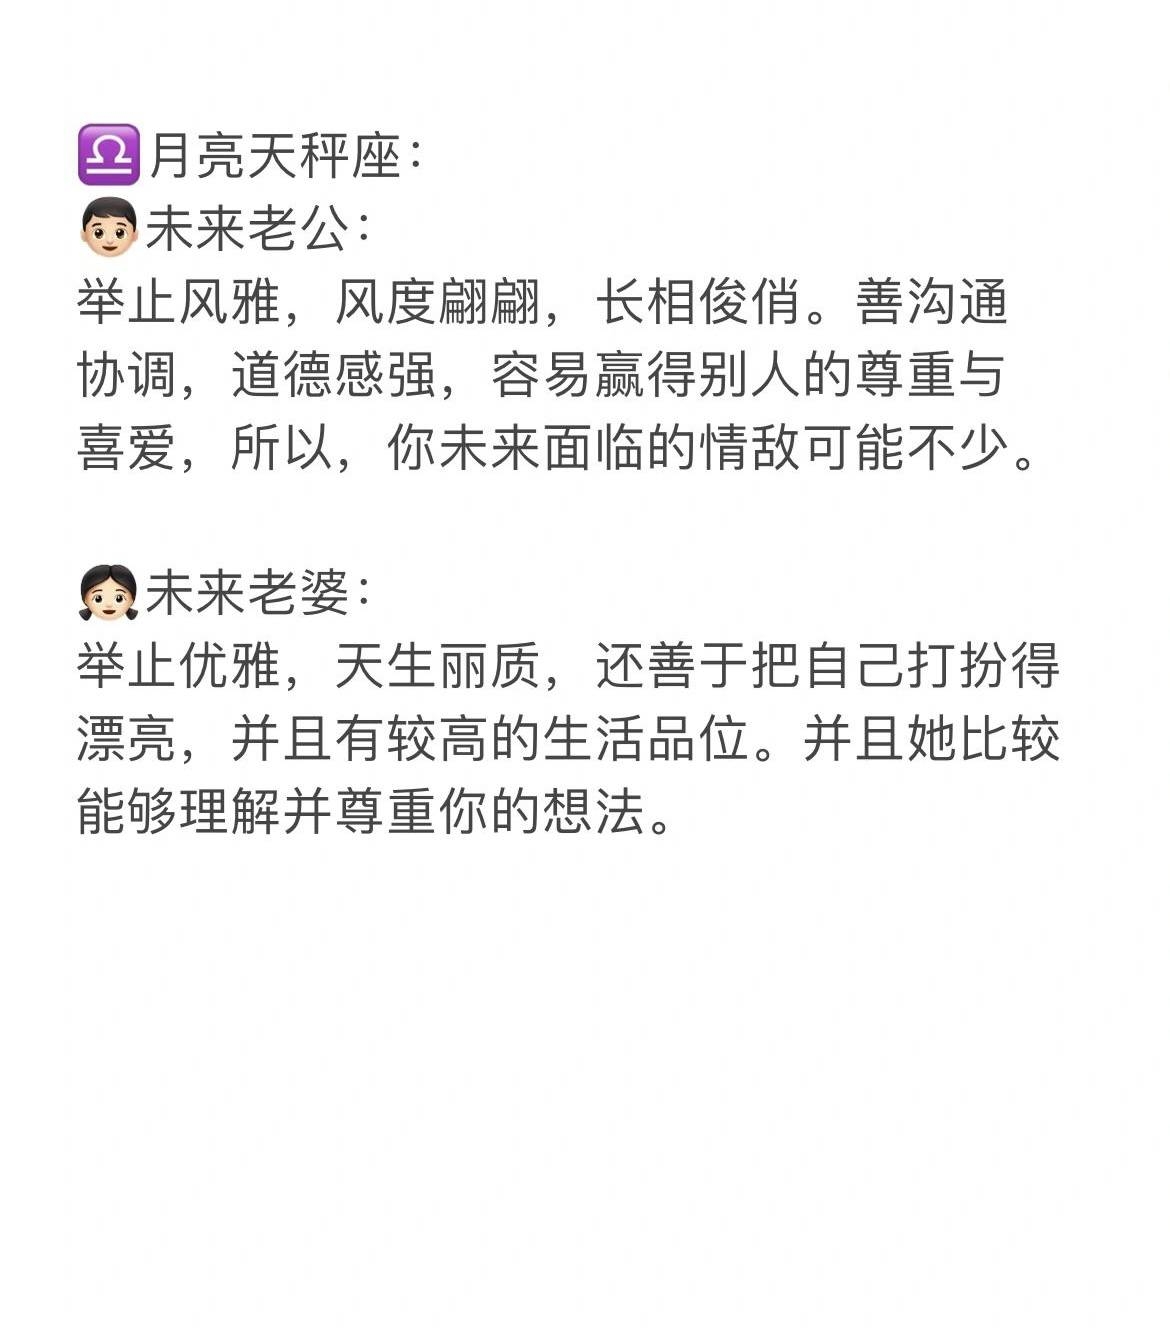 ♎月亮天秤座：
👦🏻未来老公：
举止风雅，风度翩翩，长相俊俏。善沟通
协调，道德感强，容易赢得别人的尊重与
喜爱，所以，你未来面临的情敌可能不少。
👧🏻未来老婆：
举止优雅，天生丽质，还善于把自己打扮得
漂亮，并且有较高的生活品位。并且她比较
能够理解并尊重你的想法。